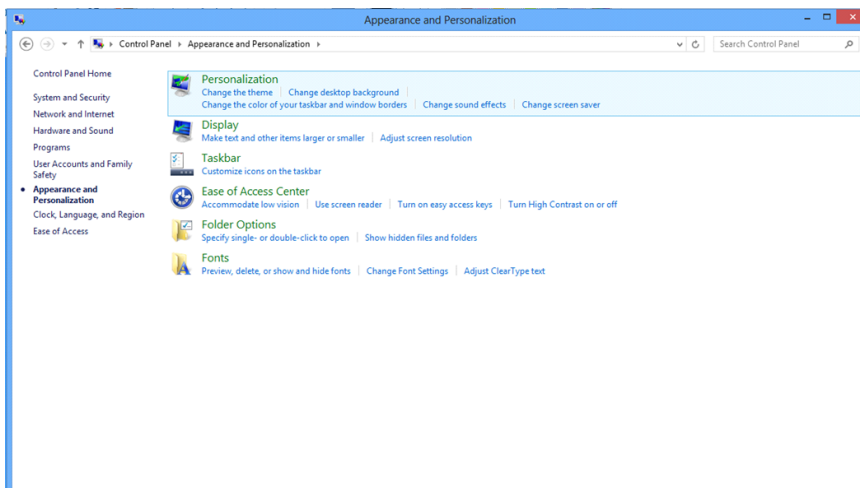 Appearance and Personalization
Control Panel Appearance and Personalization
Search Control Panel
Control Panel Home
System and Security
Network and Internet
Hardware and Sound
Programs
User Accounts and Family
Safety
Appearance and
Personalization
Clock, Language, and Region
Ease of Access
Personalization
Change the theme Change desktop background
Change the color of your taskbar and window borders Change sound effects Change screen saver
Display
Make text and other items larger or smaller Adjust screen resolution
Taskbar
Customize icons on the taskbar
Ease of Access Center
Accommodate low vision Use screen reader Turn on easy access keys Turn High Contrast on or off
Folder Options
Specify single- or double-click to open Show hidden files and folders
Fonts
Preview, delete, or show and hide fonts Change Font Settings Adjust ClearType text